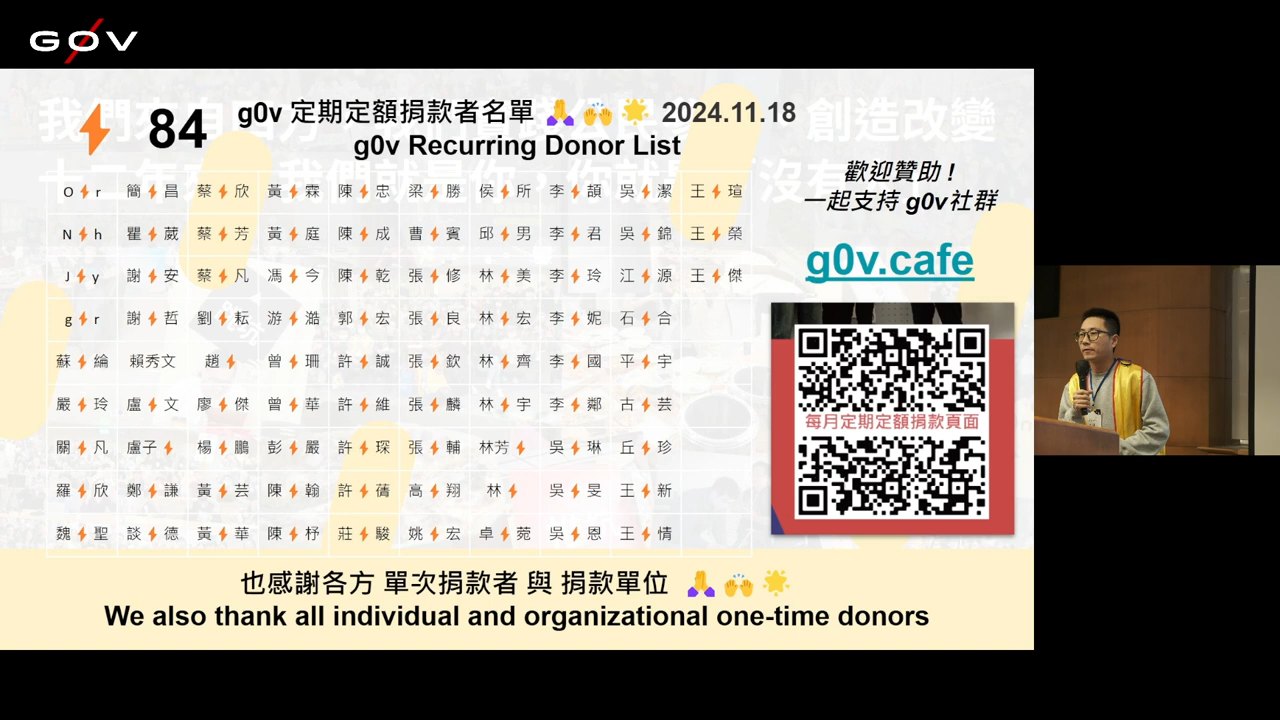 G0V
84
g0v 定期定額捐款者名單 🙏 🙌 🌟 2024.11.18
g0v Recurring Donor List
O⚡r 簡⚡昌 蔡⚡欣 黃⚡霖 陳⚡忠 梁⚡勝 侯⚡所 李⚡頡 吳⚡潔 王⚡瑄
N⚡h 瞿⚡葳 蔡⚡芳 黃⚡庭 陳⚡成 曹⚡賓 邱⚡男 李⚡君 吳⚡錦 王⚡榮
J⚡y 謝⚡安 蔡⚡凡 馮⚡今 陳⚡乾 張⚡修 林⚡美 李⚡玲 江⚡源 王⚡傑
g⚡r 謝⚡哲 劉⚡耘 游⚡澔 郭⚡宏 張⚡良 林⚡宏 李⚡妮 石⚡合
蘇⚡綸 賴秀文 趙⚡ 曾⚡珊 許⚡誠 張⚡欽 林⚡齊 李⚡國 平⚡宇
嚴⚡玲 盧⚡文 廖⚡傑 曾⚡華 許⚡維 張⚡麟 林⚡宇 李⚡鄰 古⚡芸
關⚡凡 盧子⚡ 楊⚡鵬 彭⚡嚴 許⚡琛 張⚡輔 林芳⚡ 吳⚡琳 丘⚡珍
羅⚡欣 鄭⚡謙 黃⚡芸 陳⚡翰 許⚡蒨 高⚡翔 林⚡ 吳⚡旻 王⚡新
魏⚡聖 談⚡德 黃⚡華 陳⚡杼 莊⚡駿 姚⚡宏 卓⚡菀 吳⚡恩 王⚡情
歡迎贊助 !
一起支持 g0v社群
g0v.cafe
每月定期定額捐款頁面
也感謝各方 單次捐款者 與 捐款單位 🙏 🙌 🌟
We also thank all individual and organizational one-time donors